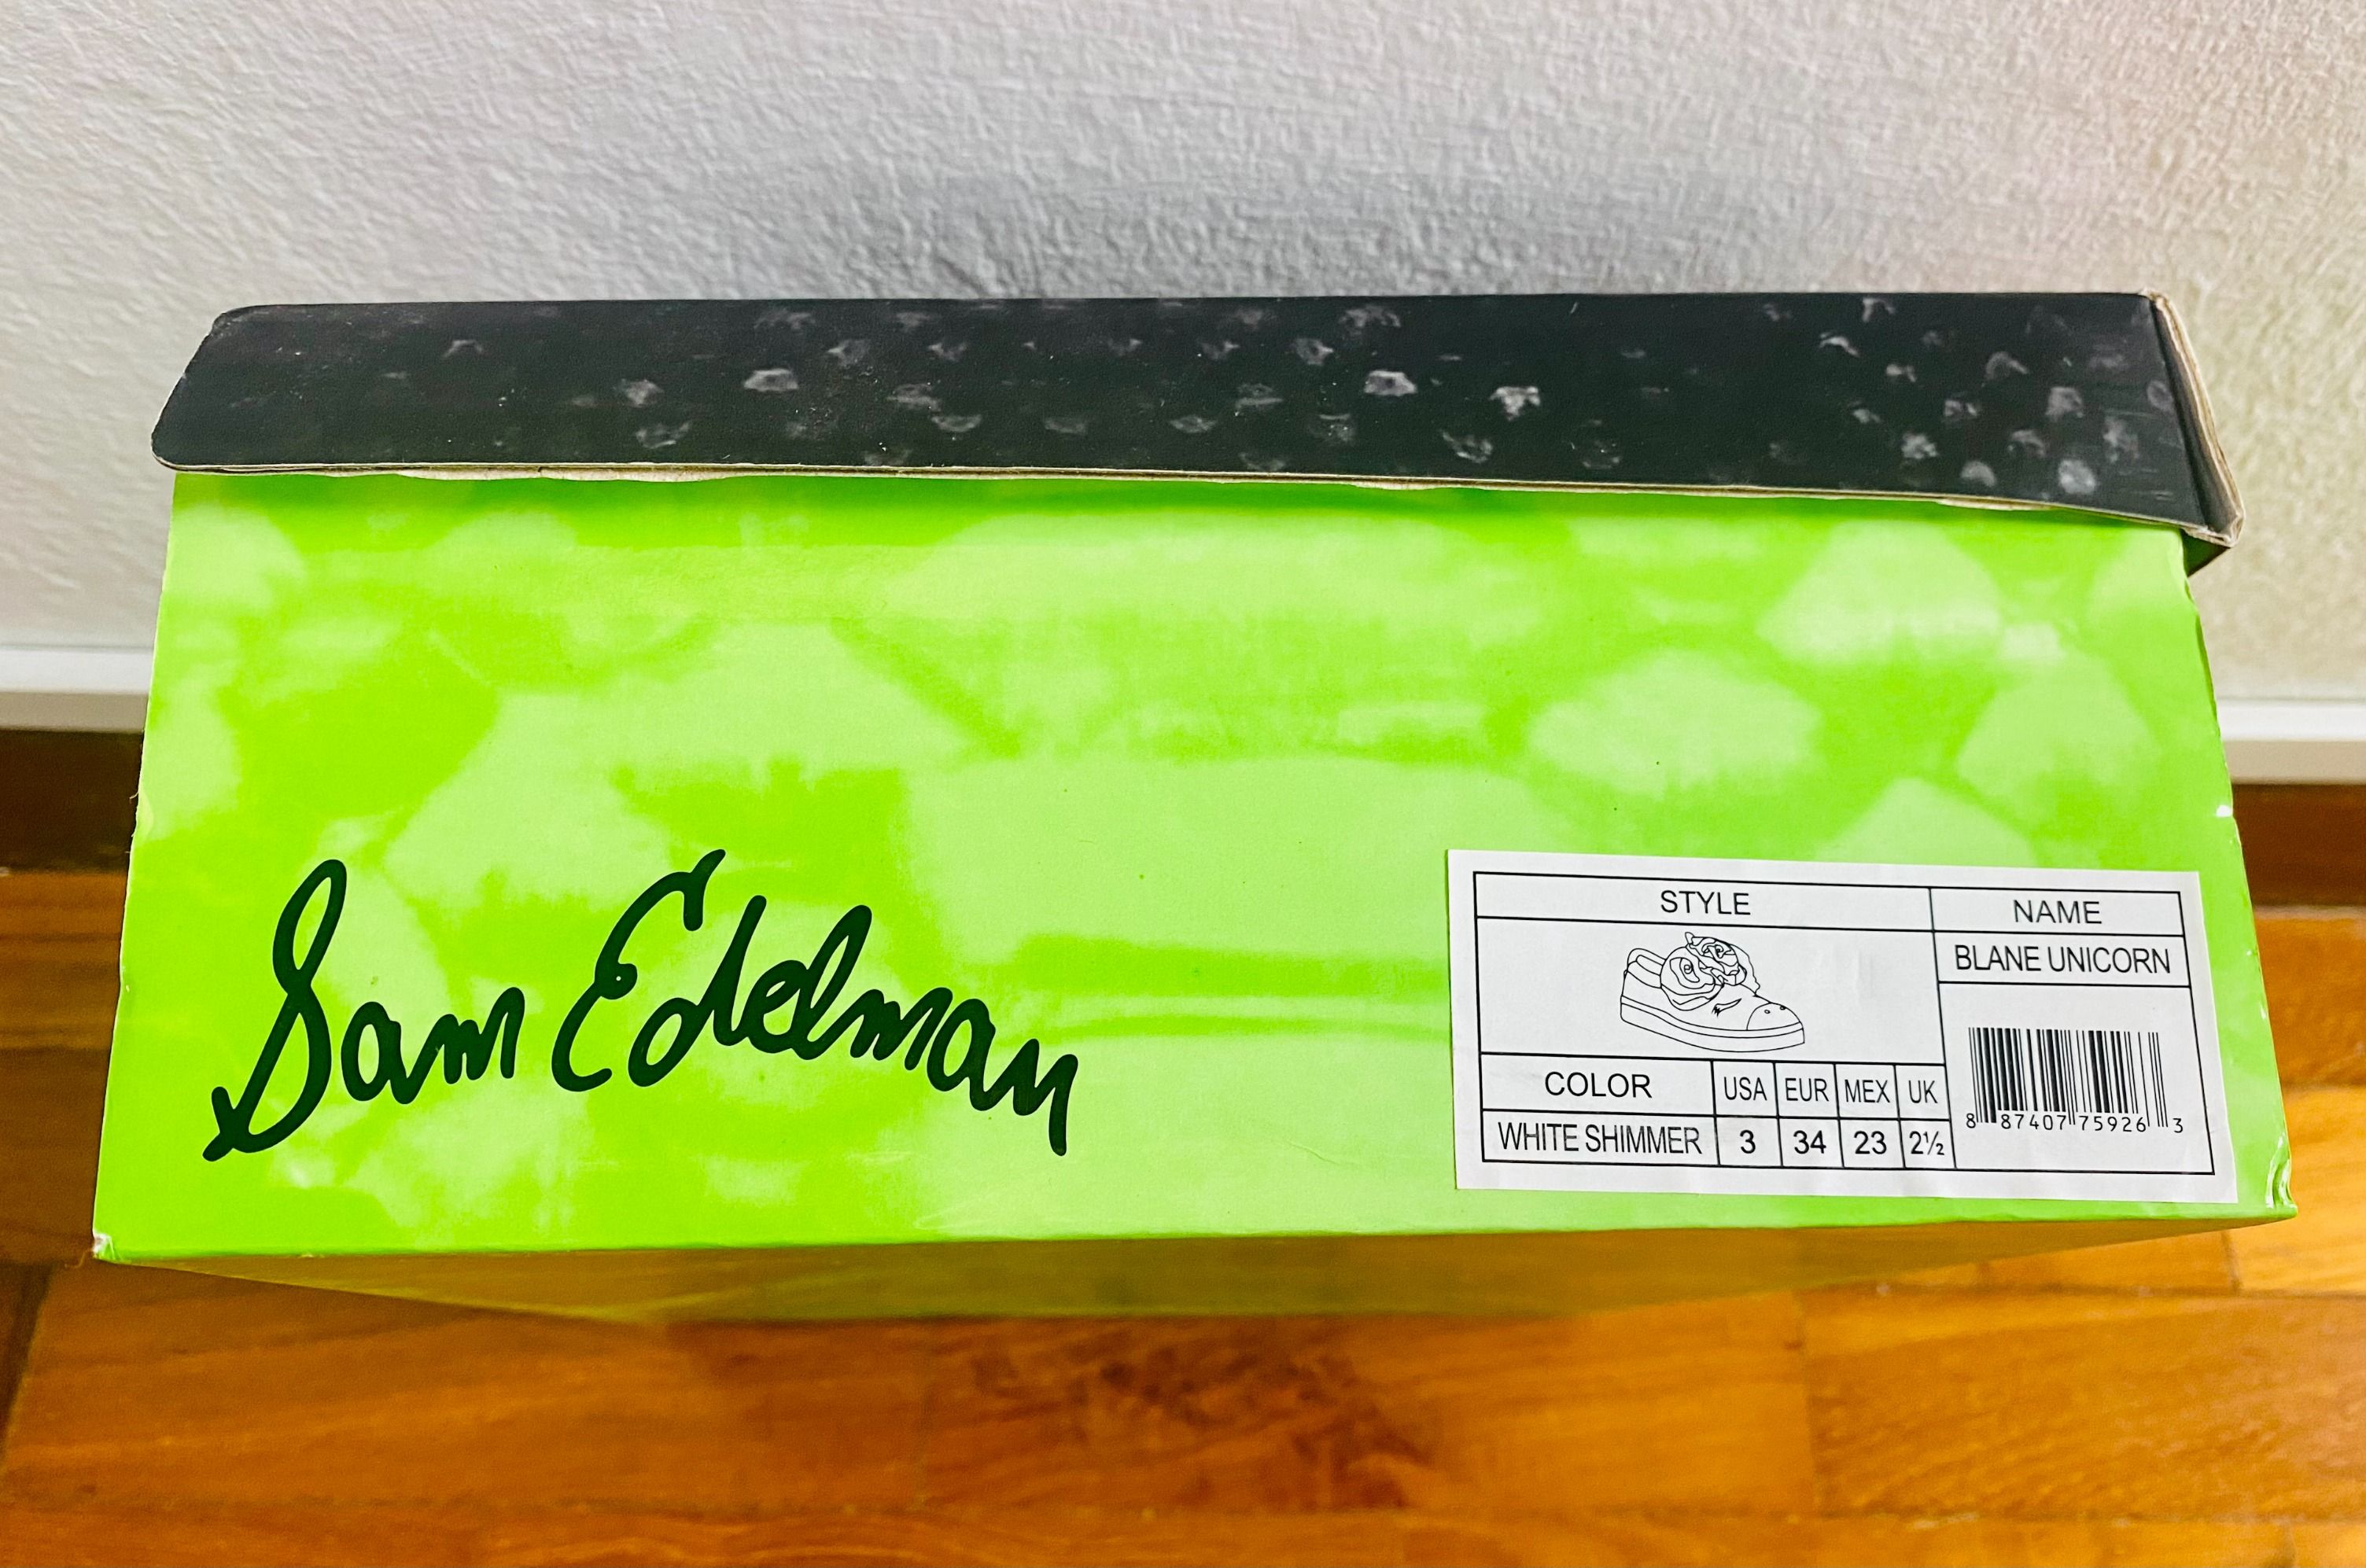 Sam Edelman
STYLE NAME
BLANE UNICORN
COLOR USA EUR MEX UK
WHITE SHIMMER 3 34 23 2½
8 87407 75926 3